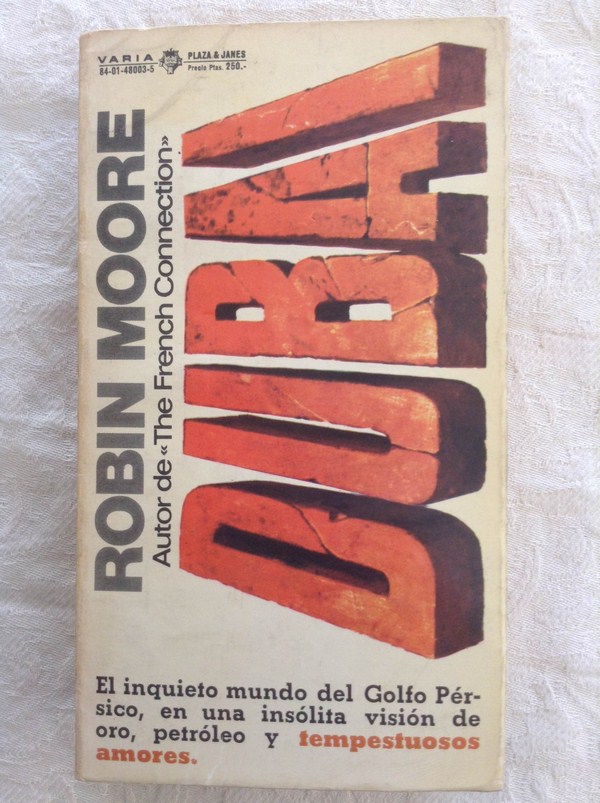 VARIA PLAZA & JANES
84-01-48003-5 Precio Ptas. 250.-
ROBIN MOORE
Autor de «The French Connection»
DUBAI
El inquieto mundo del Golfo Pér-
sico, en una insólita visión de
oro, petróleo y tempestuosos
amores.